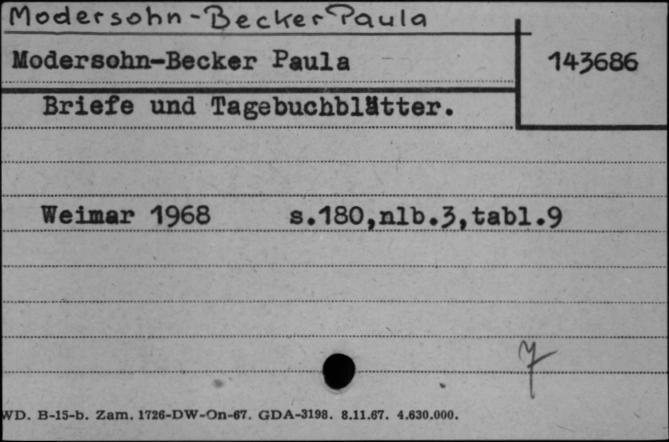 Modersohn-Becker Paula
Modersohn-Becker Paula
143686
Briefe und Tagebuchblätter.
Weimar 1968 s.180,nlb.3,tabl.9
WD. B-15-b. Zam. 1726-DW-On-67. GDA-3198. 8.11.67. 4.630.000.